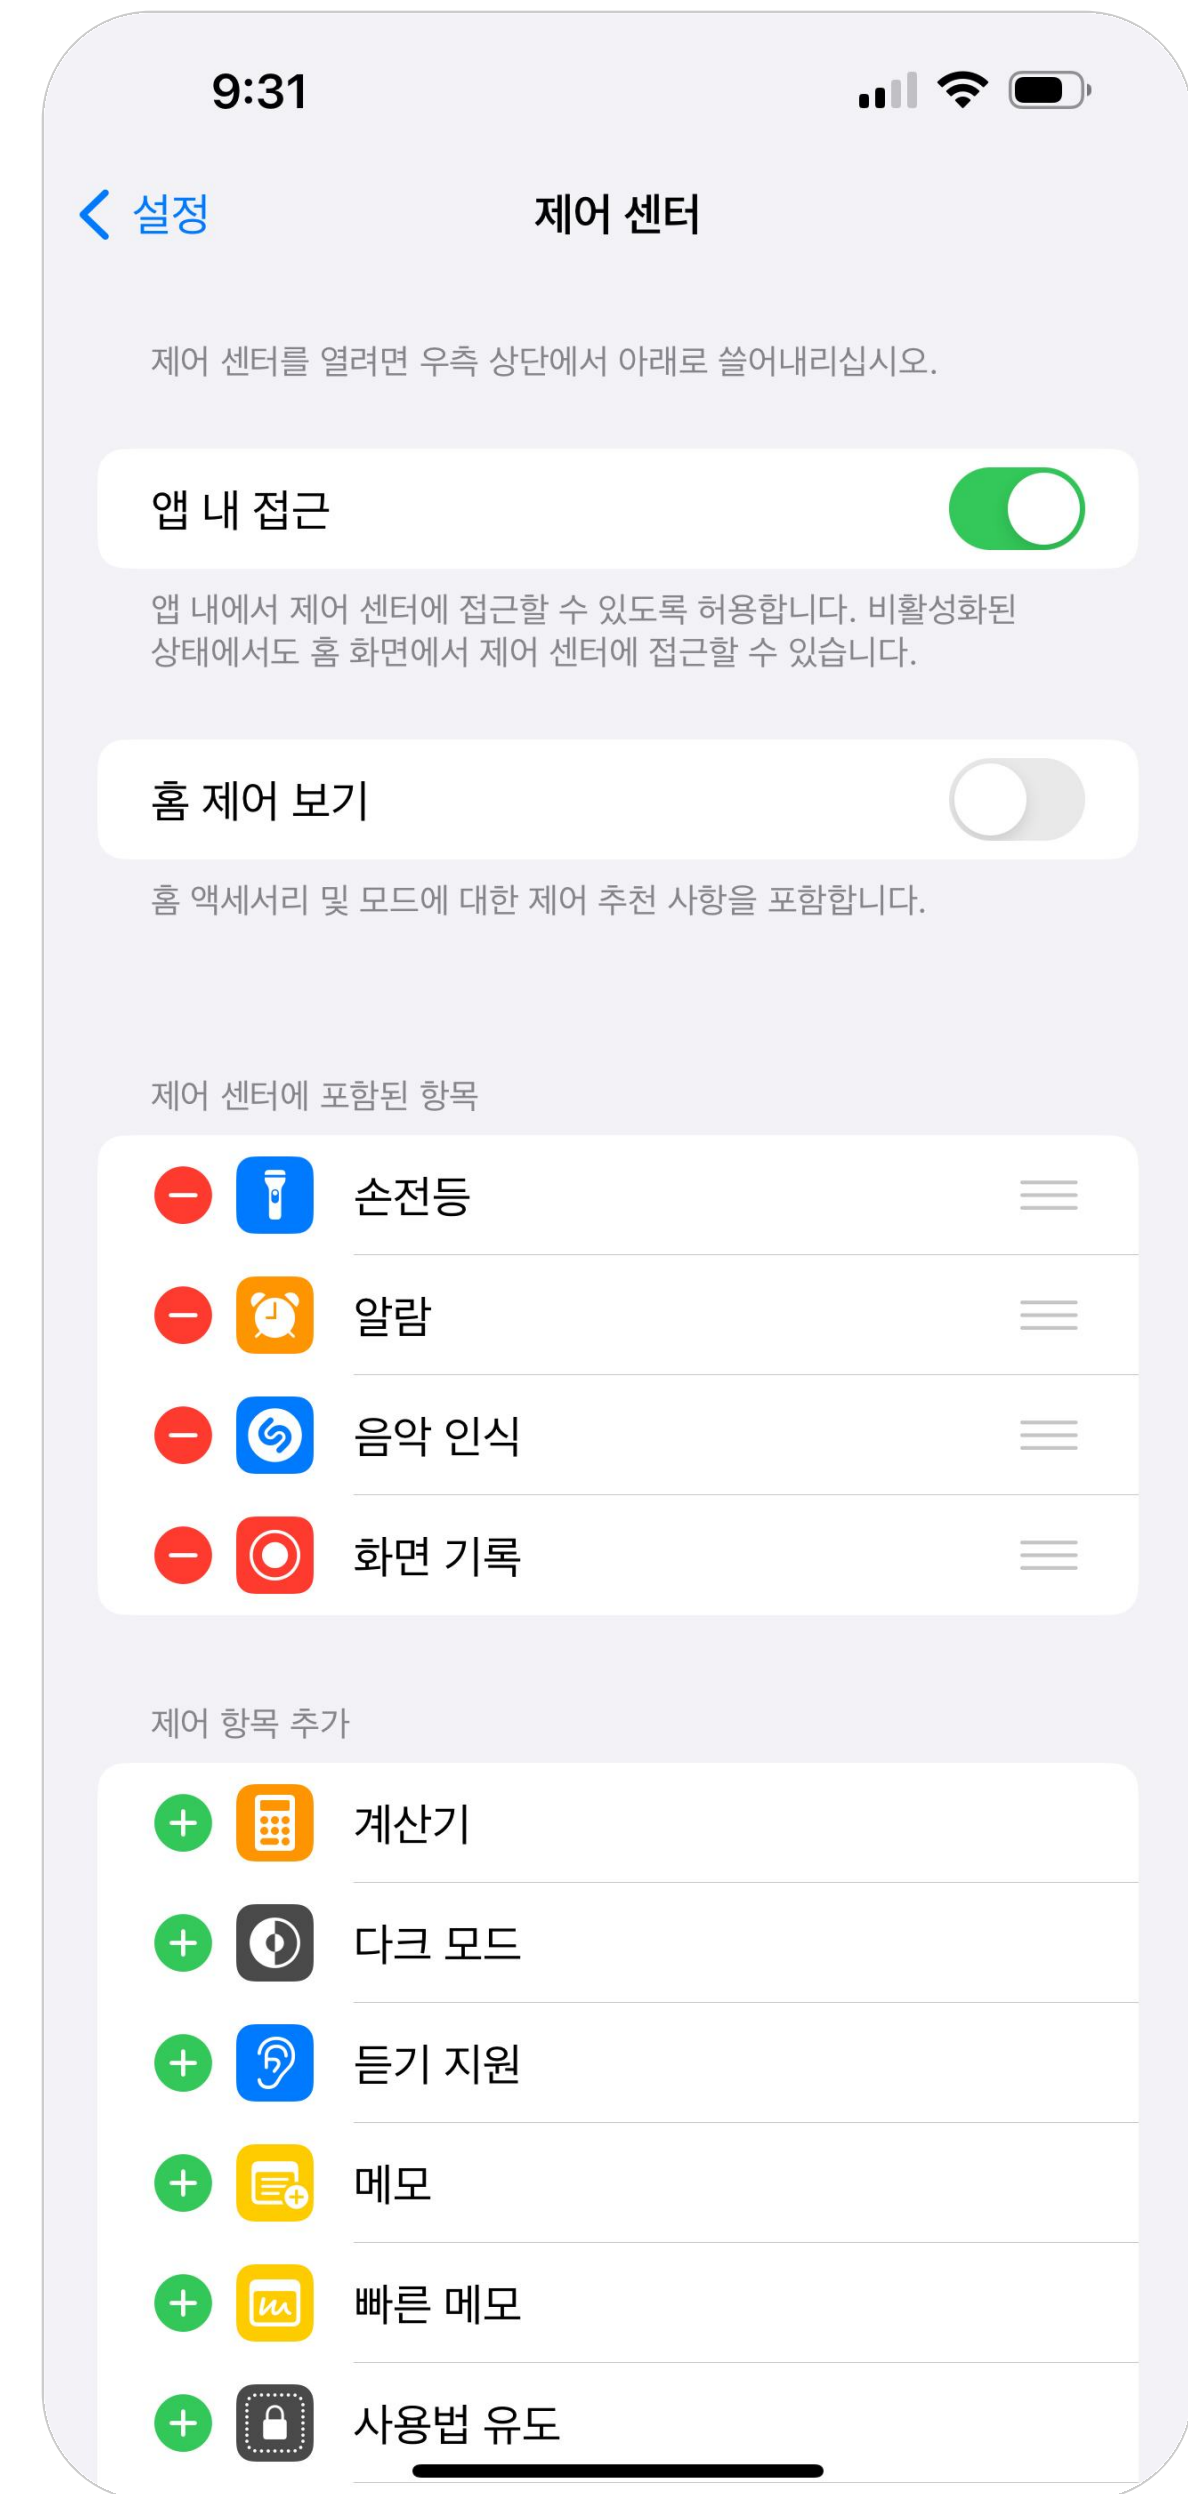 9:31
설정
제어 센터
제어 센터를 열려면 우측 상단에서 아래로 쓸어내리십시오.
앱 내 접근
앱 내에서 제어 센터에 접근할 수 있도록 허용합니다. 비활성화된
상태에서도 홈 화면에서 제어 센터에 접근할 수 있습니다.
홈 제어 보기
홈 액세서리 및 모드에 대한 제어 추천 사항을 포함합니다.
제어 센터에 포함된 항목
손전등
알람
음악 인식
화면 기록
제어 항목 추가
계산기
다크 모드
듣기 지원
메모
빠른 메모
사용법 유도